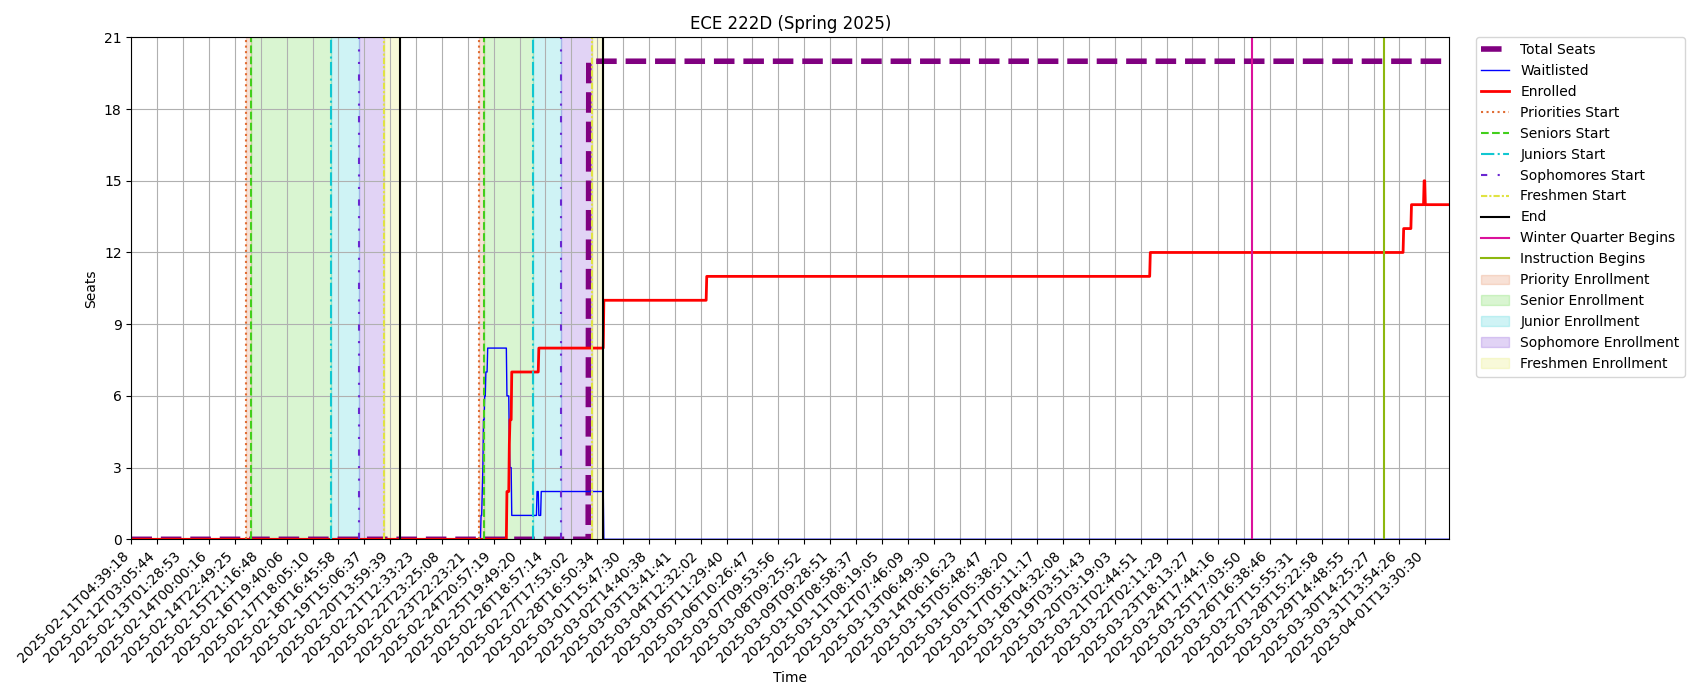 ECE 222D (Spring 2025)
21
18
15
12
9
6
3
0
Seats
2025-02-11T04:39:18
2025-02-12T03:05:44
2025-02-13T01:28:53
2025-02-14T00:00:16
2025-02-14T22:49:25
2025-02-15T21:16:48
2025-02-16T19:40:06
2025-02-17T18:05:10
2025-02-18T16:45:58
2025-02-19T15:06:37
2025-02-20T13:59:39
2025-02-21T12:33:23
2025-02-22T23:25:08
2025-02-23T22:23:21
2025-02-24T20:57:19
2025-02-25T19:49:20
2025-02-26T18:57:14
2025-02-27T17:53:02
2025-02-28T16:50:34
2025-03-01T15:47:30
2025-03-02T14:40:38
2025-03-03T13:41:41
2025-03-04T12:32:02
2025-03-05T11:29:40
2025-03-06T10:26:47
2025-03-07T09:53:56
2025-03-08T09:25:52
2025-03-09T09:28:51
2025-03-10T08:58:37
2025-03-11T08:19:05
2025-03-12T07:46:09
2025-03-13T06:49:30
2025-03-14T06:16:23
2025-03-15T05:48:47
2025-03-16T05:38:20
2025-03-17T05:11:17
2025-03-18T04:32:08
2025-03-19T03:51:43
2025-03-20T03:19:03
2025-03-21T02:44:51
2025-03-22T02:11:29
2025-03-23T18:13:27
2025-03-24T17:44:16
2025-03-25T17:03:50
2025-03-26T16:38:46
2025-03-27T15:55:31
2025-03-28T15:22:58
2025-03-29T14:48:55
2025-03-30T14:25:27
2025-03-31T13:54:26
2025-04-01T13:30:30
Time
Total Seats
Waitlisted
Enrolled
Priorities Start
Seniors Start
Juniors Start
Sophomores Start
Freshmen Start
End
Winter Quarter Begins
Instruction Begins
Priority Enrollment
Senior Enrollment
Junior Enrollment
Sophomore Enrollment
Freshmen Enrollment